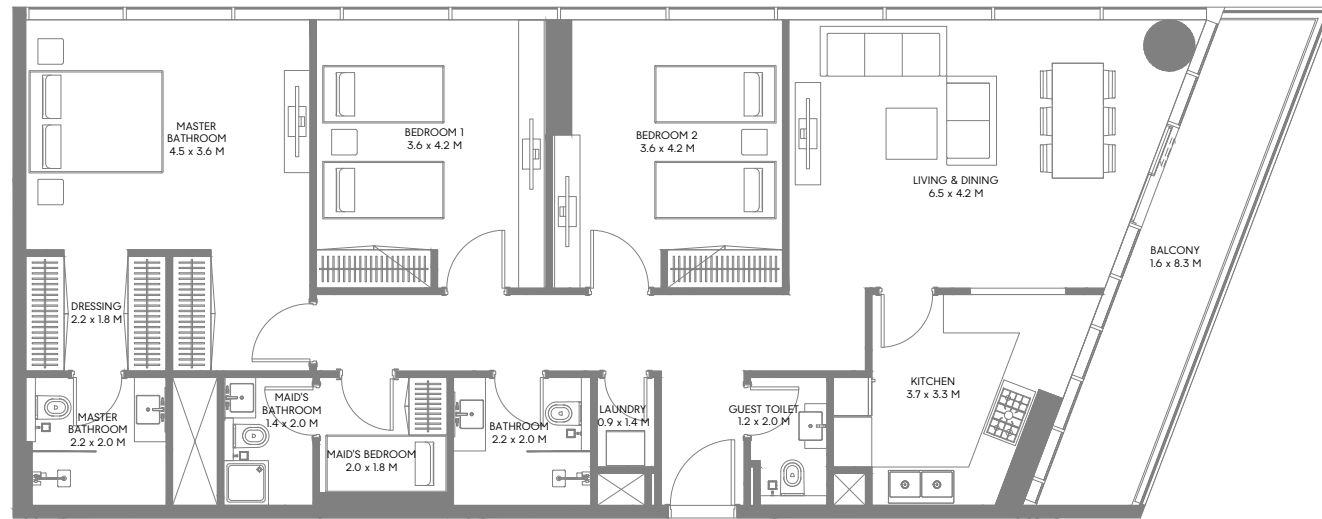 MASTER
BATHROOM
4.5 x 3.6 M
BEDROOM 1
3.6 x 4.2 M
BEDROOM 2
3.6 x 4.2 M
LIVING & DINING
6.5 x 4.2 M
BALCONY
1.6 x 8.3 M
DRESSING
2.2 x 1.8 M
MASTER
BATHROOM
2.2 x 2.0 M
MAID'S
BATHROOM
1.4 x 2.0 M
MAID'S BEDROOM
2.0 x 1.8 M
BATHROOM
2.2 x 2.0 M
LAUNDRY
0.9 x 1.4 M
GUEST TOILET
1.2 x 2.0 M
KITCHEN
3.7 x 3.3 M